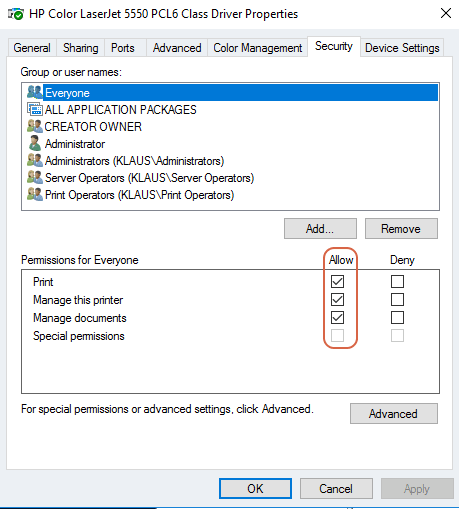 HP Color LaserJet 5550 PCL6 Class Driver Properties
General Sharing Ports Advanced Color Management Security Device Settings
Group or user names:
Everyone
ALL APPLICATION PACKAGES
CREATOR OWNER
Administrator
Administrators (KLAUS\Administrators)
Server Operators (KLAUS\Server Operators)
Print Operators (KLAUS\Print Operators)
Add... Remove
Permissions for Everyone Allow Deny
Print
Manage this printer
Manage documents
Special permissions
For special permissions or advanced settings, click Advanced. Advanced
OK Cancel Apply